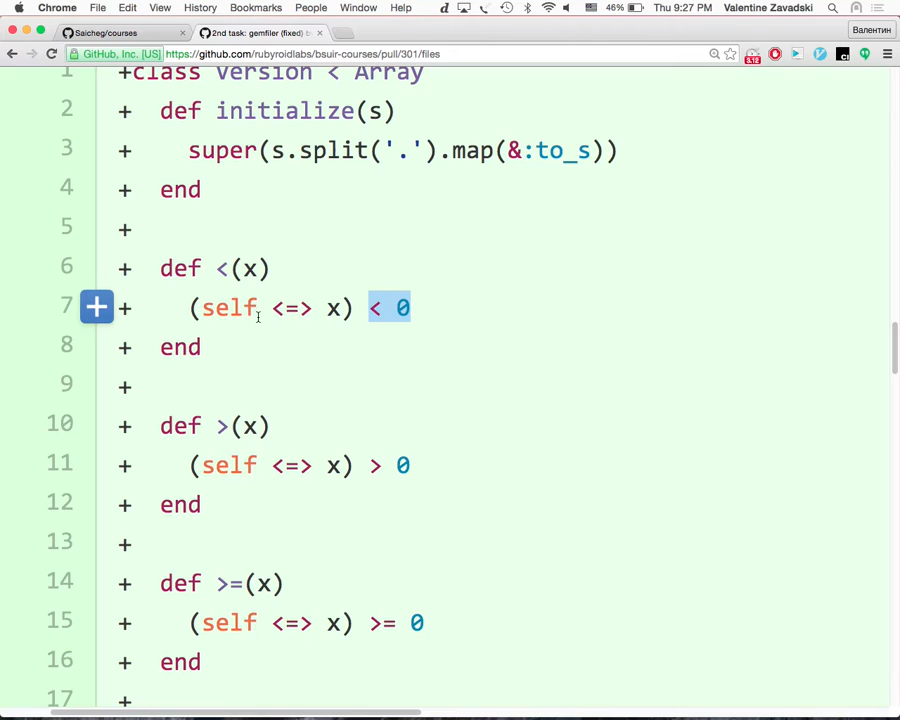 Chrome File Edit View History Bookmarks People Window Help 46% Thu 9:27 PM Valentine Zavadski
Saicheg/courses × 2nd task: gemfiler (fixed) b × Валентин
GitHub, Inc. [US] https://github.com/rubyroidlabs/bsuir-courses/pull/301/files 3.12
1 +class Version < Array
2 + def initialize(s)
3 + super(s.split('.').map(&:to_s))
4 + end
5 +
6 + def <(x)
7 + (self <=> x) < 0
8 + end
9 +
10 + def >(x)
11 + (self <=> x) > 0
12 + end
13 +
14 + def >=(x)
15 + (self <=> x) >= 0
16 + end
17 +